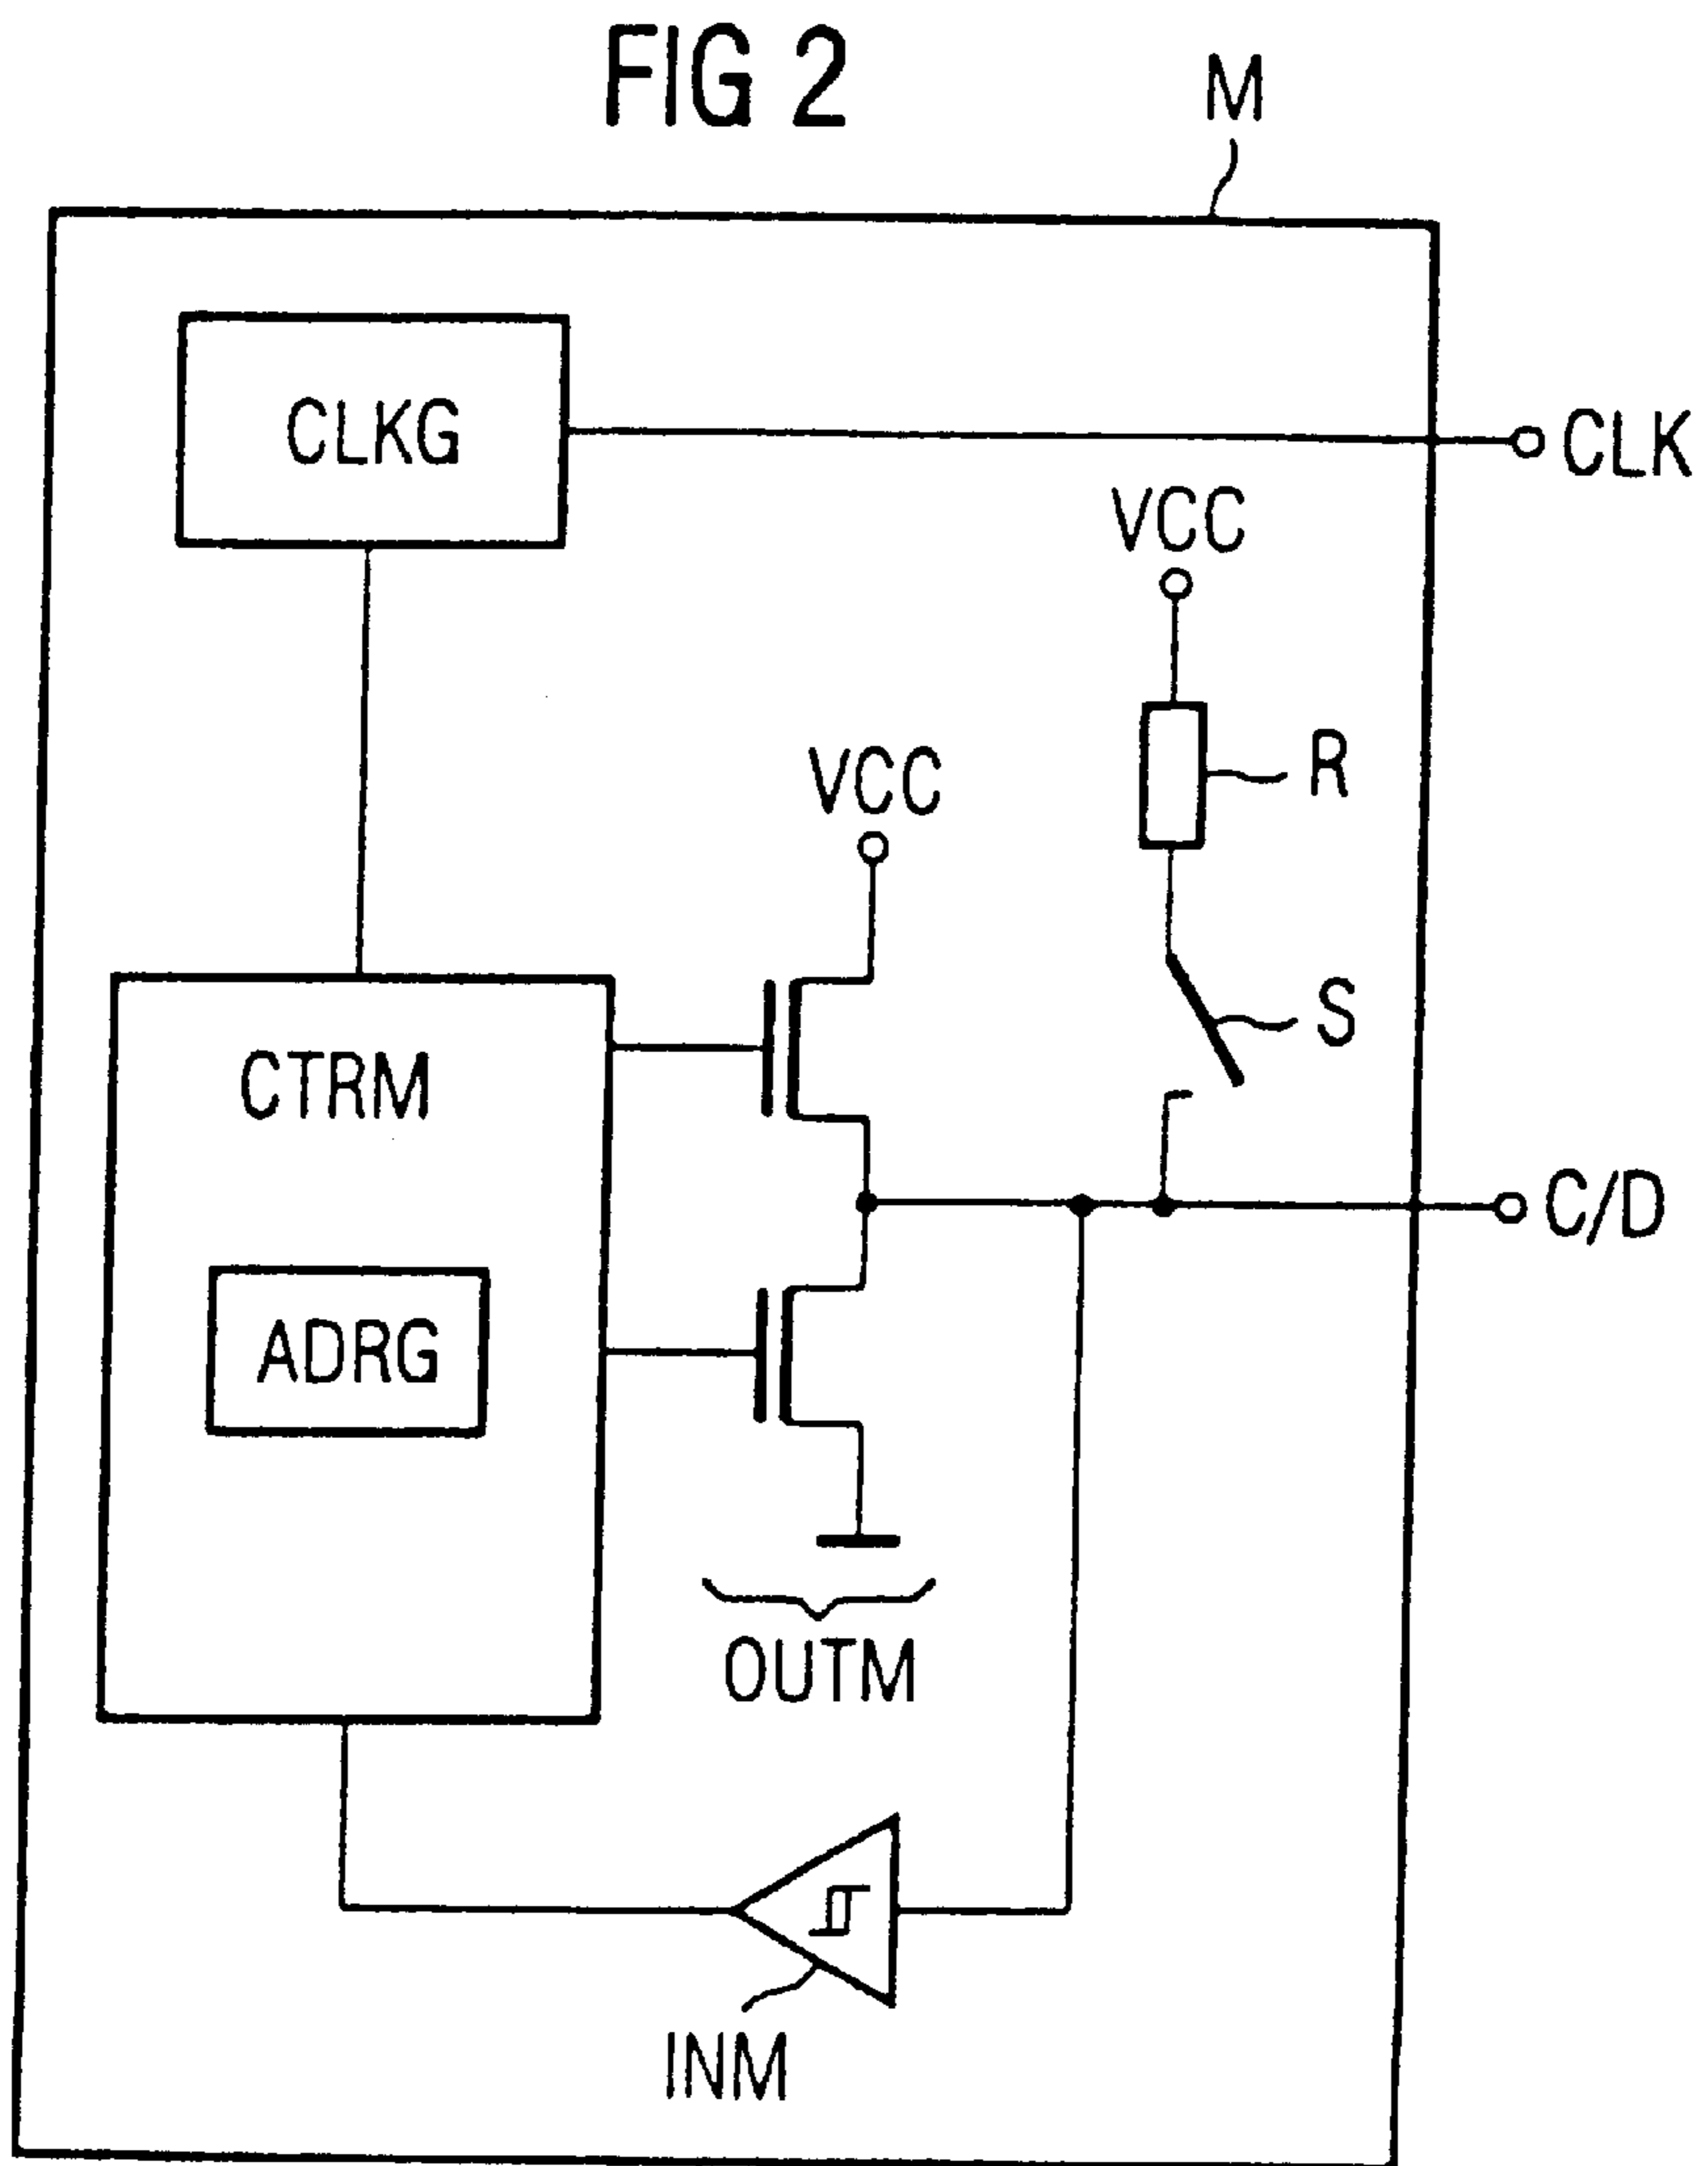 FIG 2
M
CLKG
CLK
VCC
R
VCC
S
CTRM
C/D
ADRG
OUTM
INM